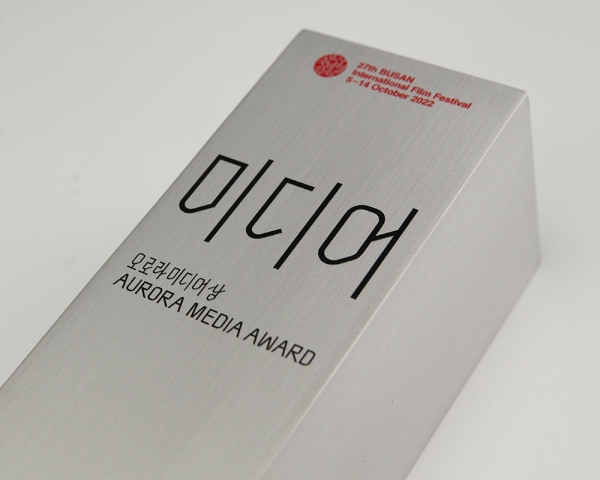 27th BUSAN
International Film Festival
5–14 October 2022
미디어
오로라미디어상
AURORA MEDIA AWARD